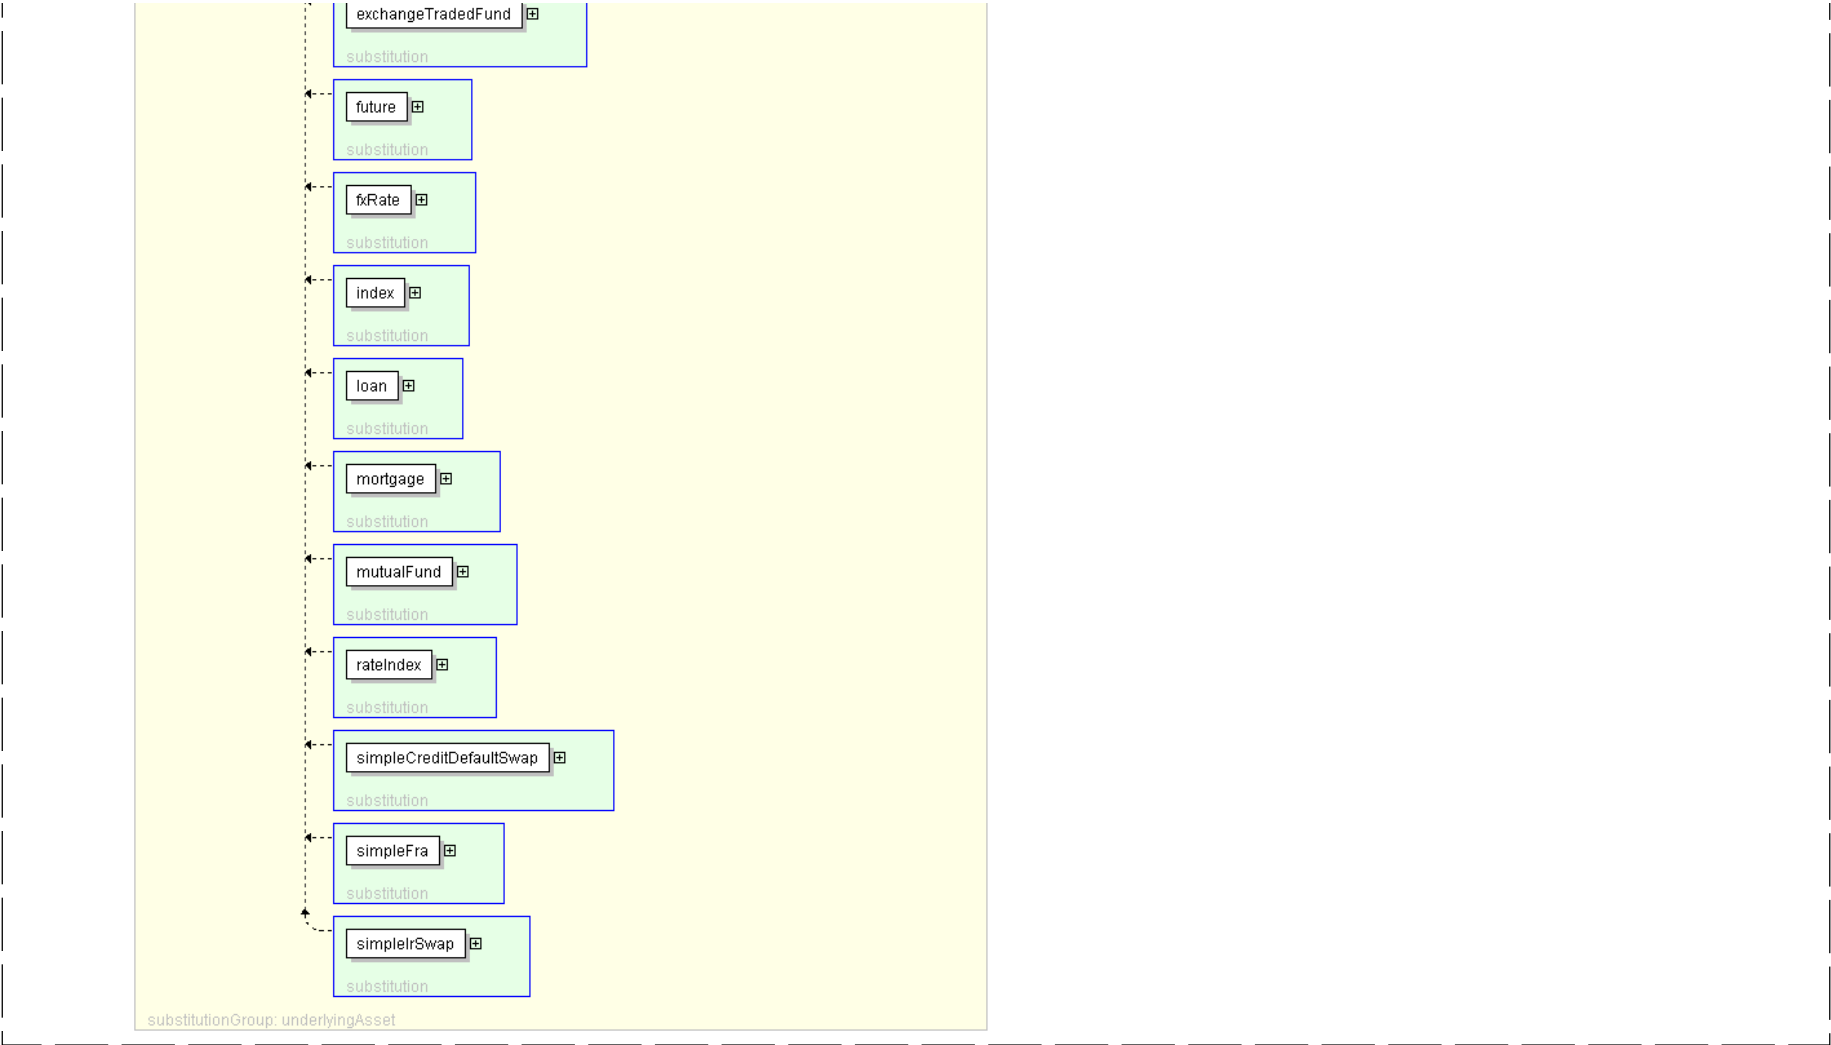 exchangeTradedFund
substitution
future
substitution
fxRate
substitution
index
substitution
loan
substitution
mortgage
substitution
mutualFund
substitution
rateIndex
substitution
simpleCreditDefaultSwap
substitution
simpleFra
substitution
simpleIrSwap
substitution
substitutionGroup: underlyingAsset